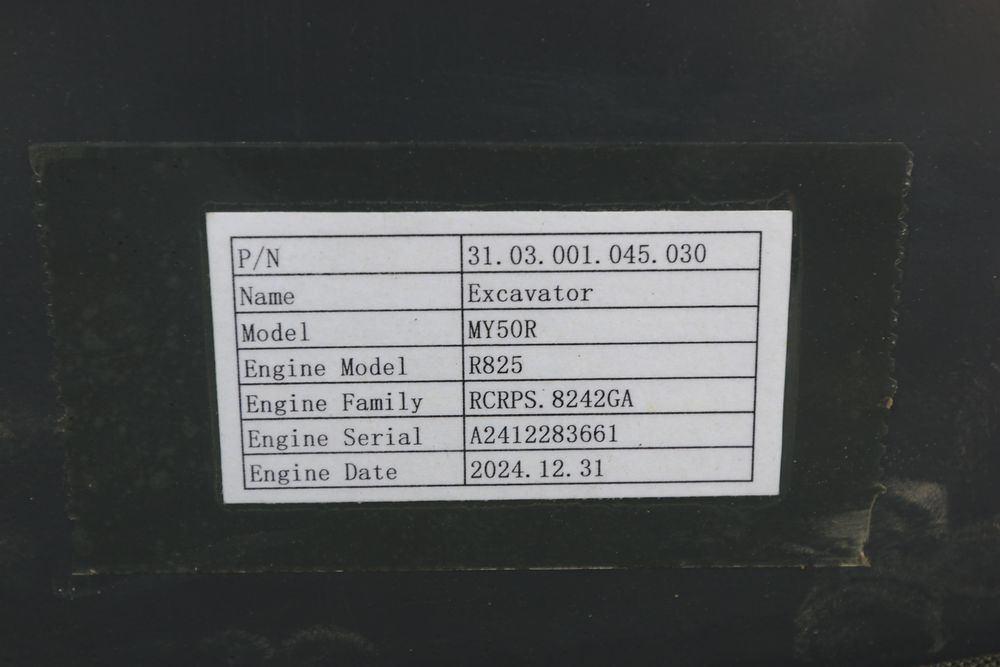 P/N 31.03.001.045.030
Name Excavator
Model MY50R
Engine Model R825
Engine Family RCRPS.8242GA
Engine Serial A2412283661
Engine Date 2024.12.31